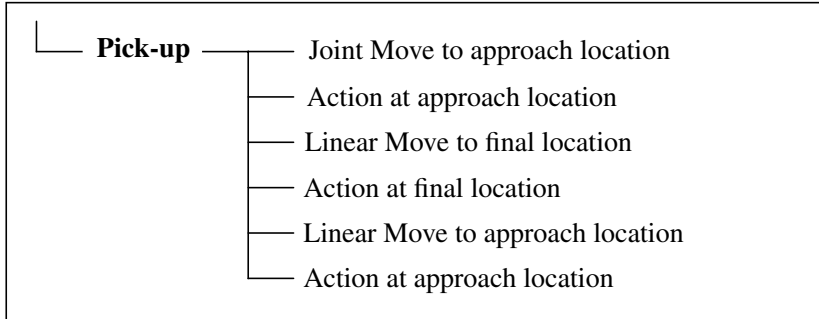 Pick-up
Joint Move to approach location
Action at approach location
Linear Move to final location
Action at final location
Linear Move to approach location
Action at approach location